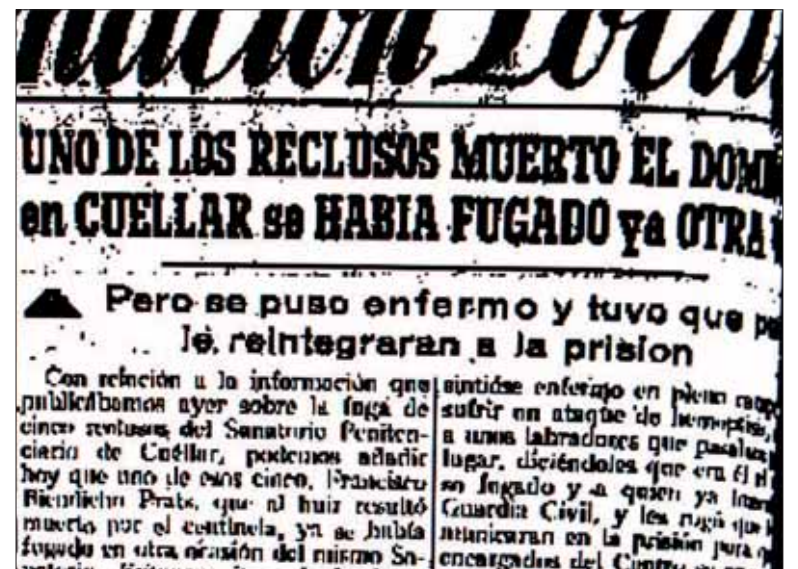 UNO DE LOS RECLUSOS MUERTO EL
en CUELLAR se HABIA FUGADO ya OTRA
Pero se puso enfermo y tuvo que
le reintegraran a la prision
Con relación a la información que
publicábamos ayer sobre la fuga de
cinco reclusos del Sanatorio Peniten-
ciario de Cuéllar, podemos añadir
hoy que uno de esos cinco, Francisco
Prats, que al huir resultó
muerto por el centinela, ya se había
fugado en otra ocasión del mismo Sa-
sintióse enfermo en pleno
sufrir un ataque de hemoptisis,
a unos labradores que
lugar, diciéndoles que era él el
so fugado y a quien ya
Guardia Civil, y les rogó que
en la prisión para
encargados del